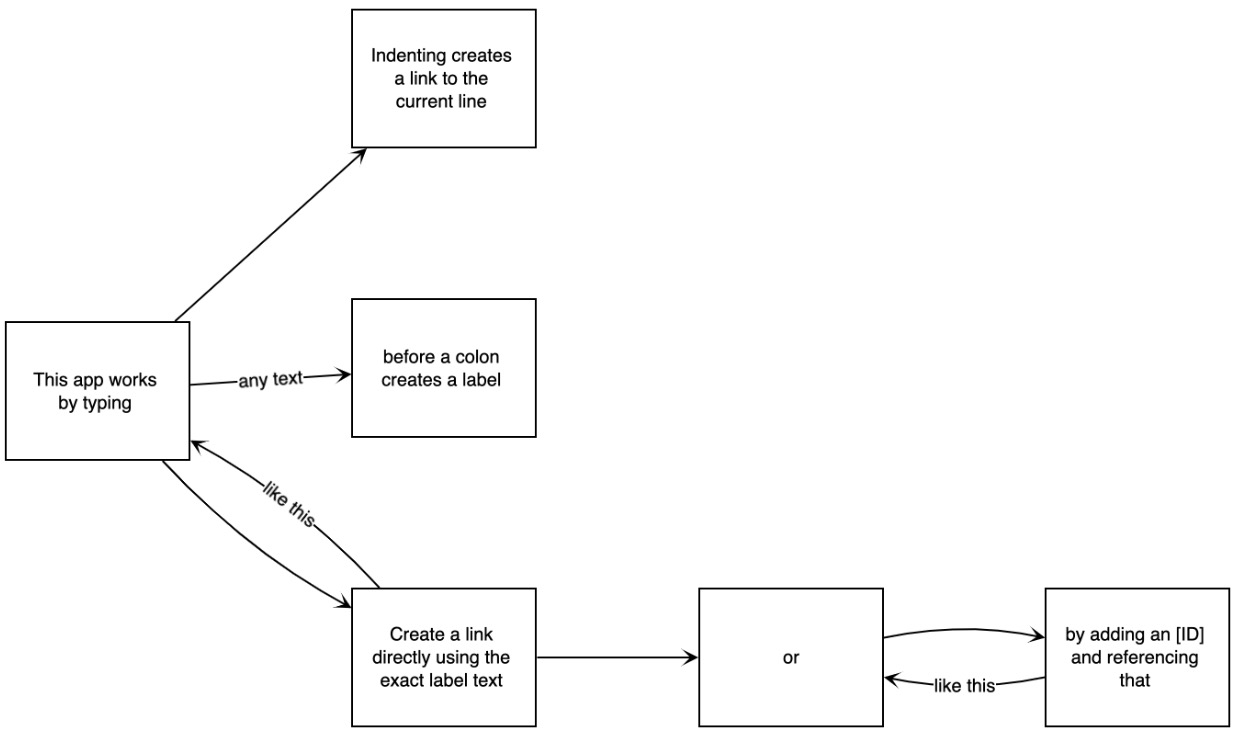 Indenting creates
a link to the
current line
This app works
by typing
any text
before a colon
creates a label
like this
Create a link
directly using the
exact label text
or
like this
by adding an [ID]
and referencing
that